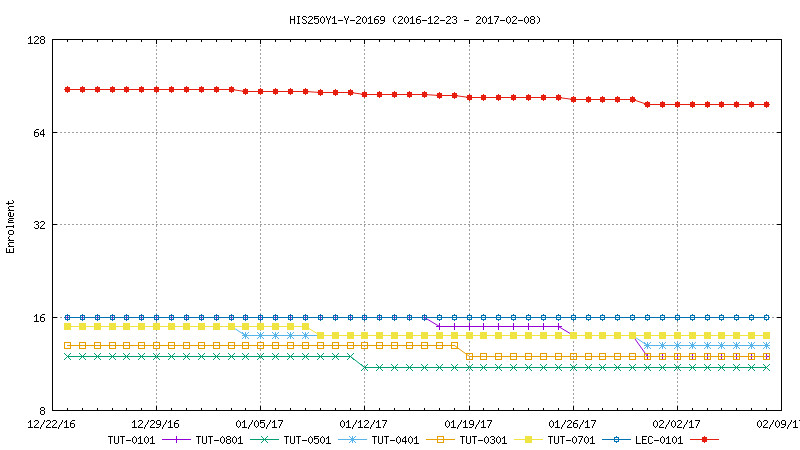 HIS250Y1-Y-20169 (2016-12-23 - 2017-02-08)
128
64
32
16
8
Enrolment
12/22/16 12/29/16 01/05/17 01/12/17 01/19/17 01/26/17 02/02/17 02/09/1
TUT-0101 TUT-0801 TUT-0501 TUT-0401 TUT-0301 TUT-0701 LEC-0101